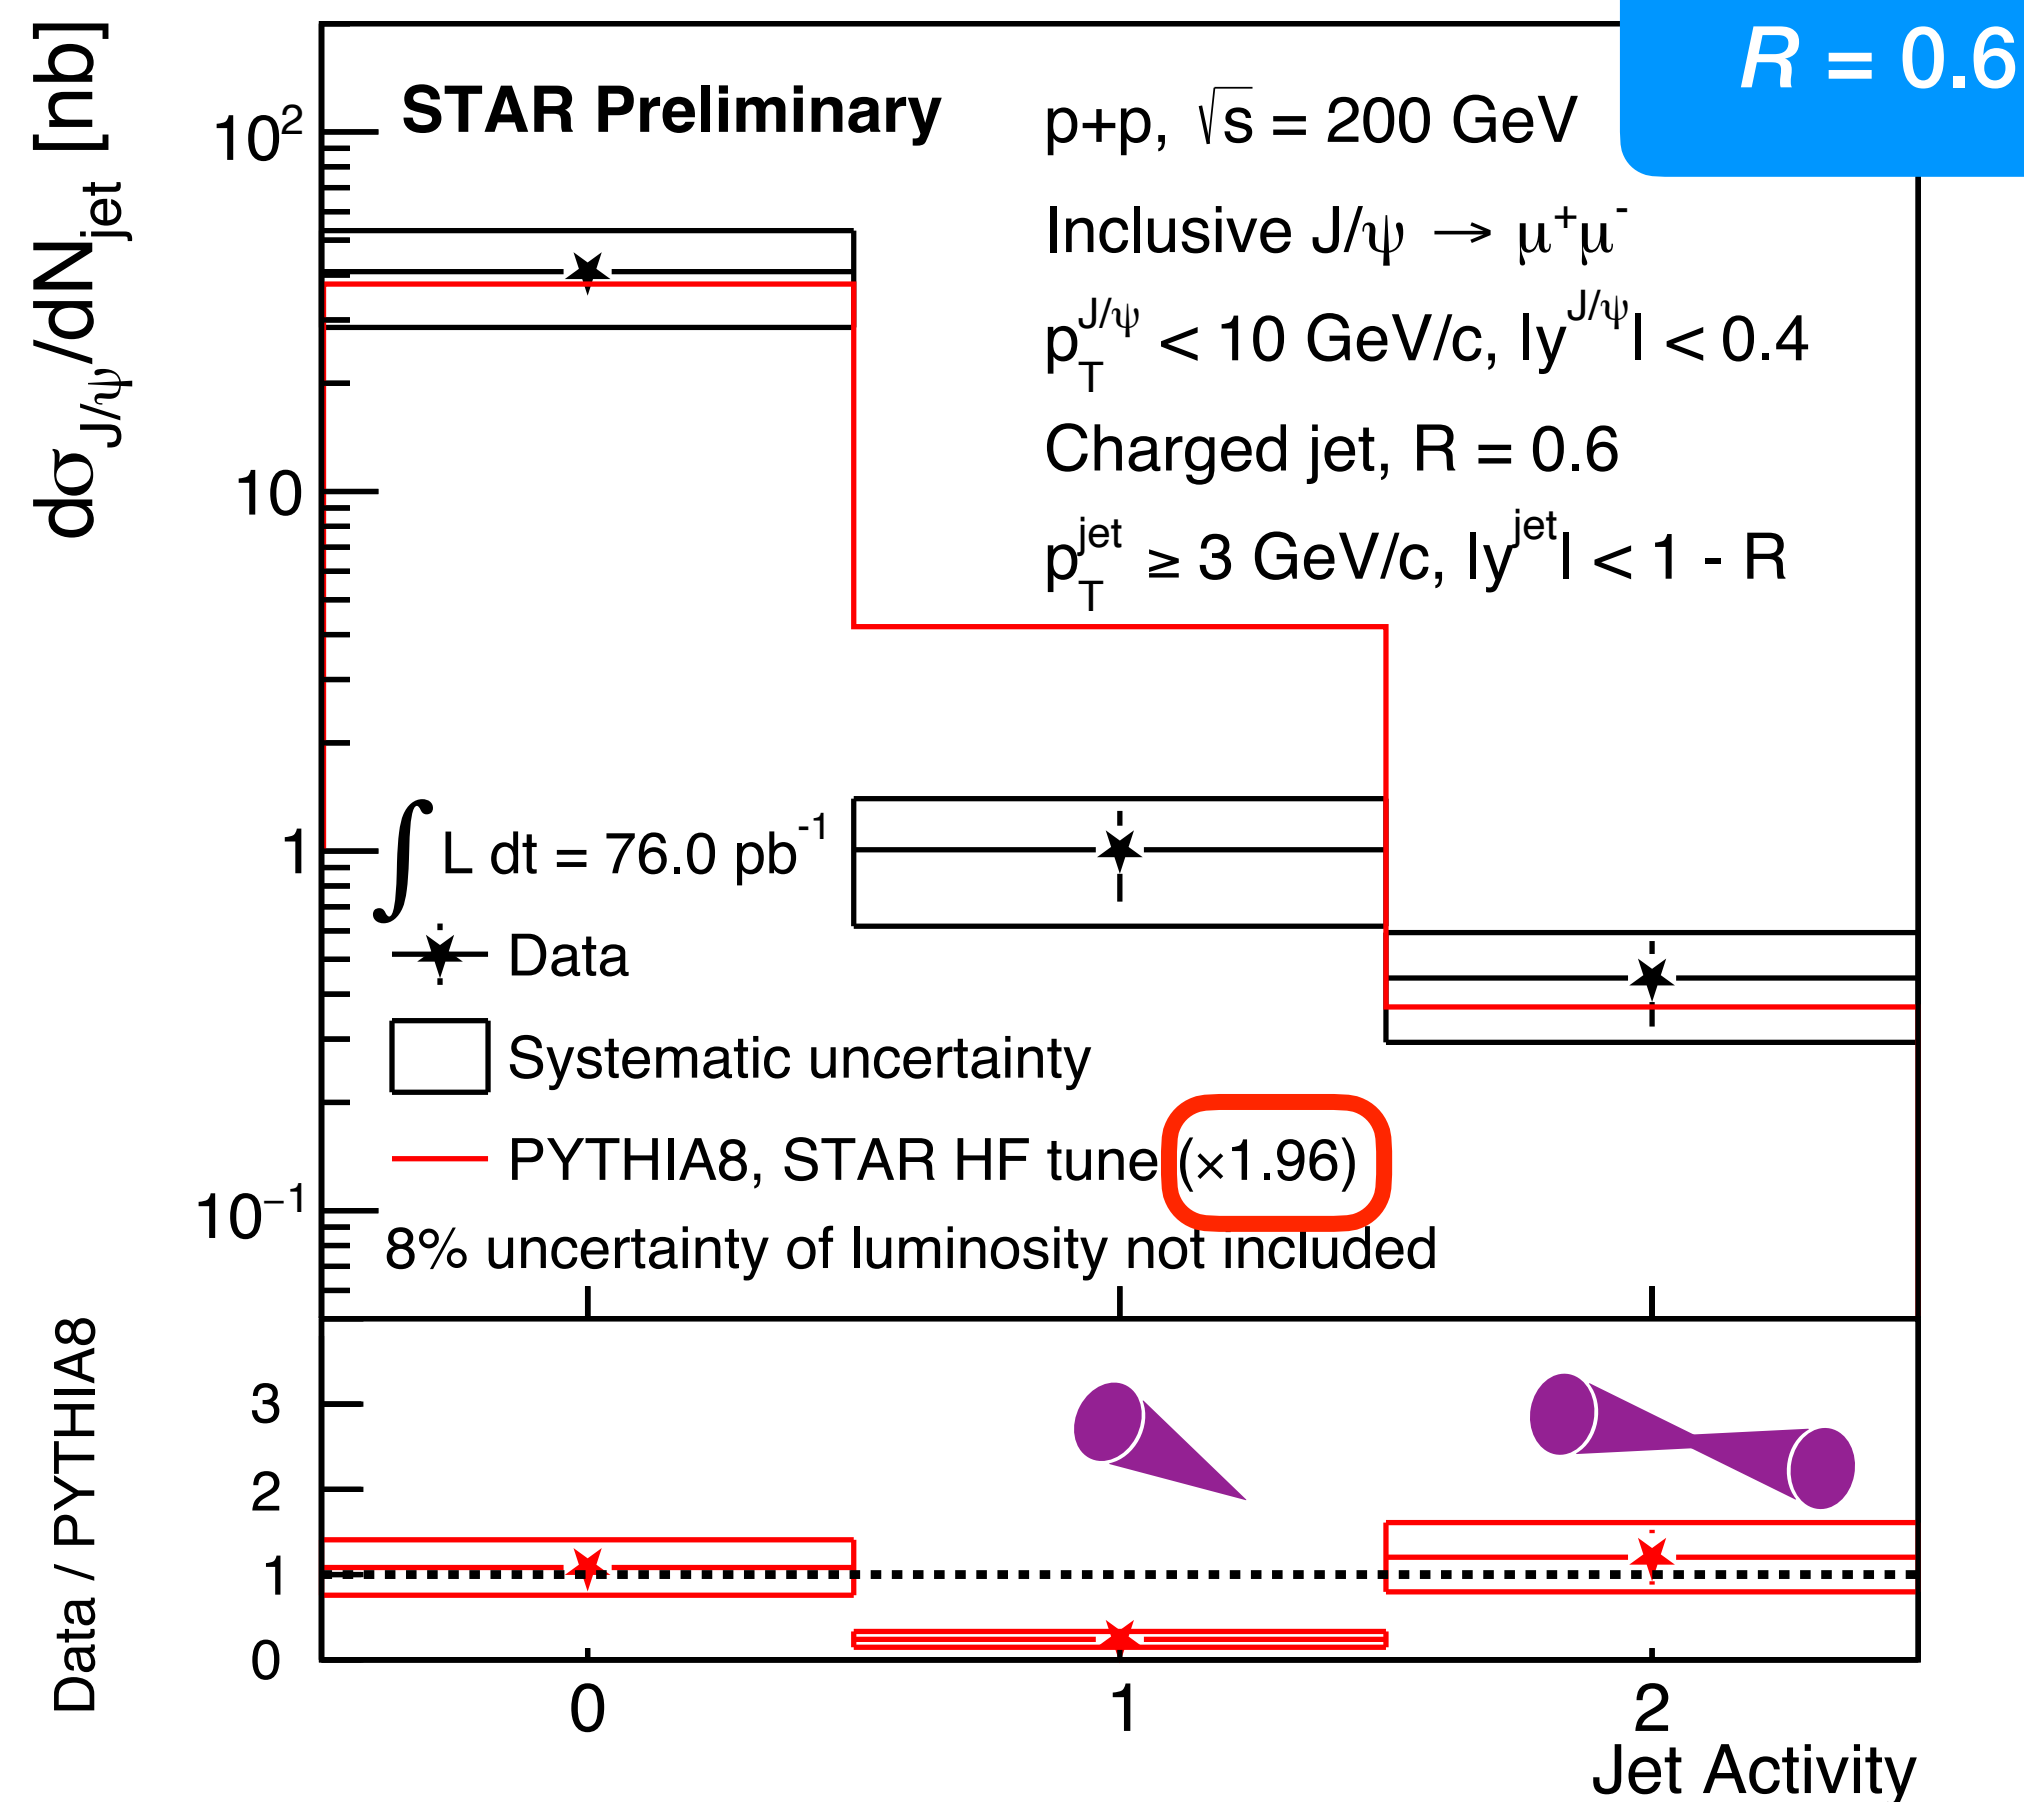 R = 0.6
STAR Preliminary
p+p, √s = 200 GeV
Inclusive J/ψ → μ⁺μ⁻
p_T^{J/ψ} < 10 GeV/c, |y^{J/ψ}| < 0.4
Charged jet, R = 0.6
p_T^{jet} ≥ 3 GeV/c, |y^{jet}| < 1 - R
dσ_{J/ψ}/dN_{jet} [nb]
10²
10
1
10⁻¹
∫ L dt = 76.0 pb⁻¹
Data
Systematic uncertainty
PYTHIA8, STAR HF tune (×1.96)
8% uncertainty of luminosity not included
Data / PYTHIA8
3
2
1
0
0 1 2
Jet Activity